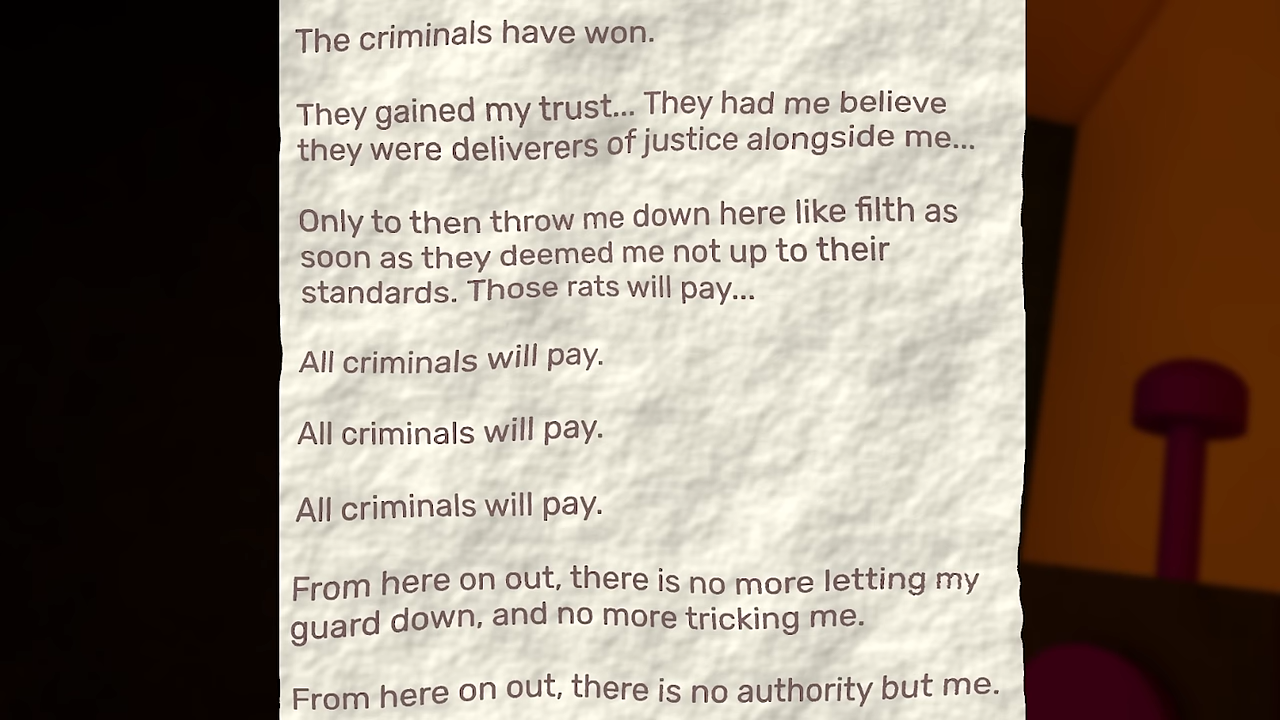 The criminals have won.
They gained my trust... They had me believe
they were deliverers of justice alongside me...
Only to then throw me down here like filth as
soon as they deemed me not up to their
standards. Those rats will pay...
All criminals will pay.
All criminals will pay.
All criminals will pay.
From here on out, there is no more letting my
guard down, and no more tricking me.
From here on out, there is no authority but me.